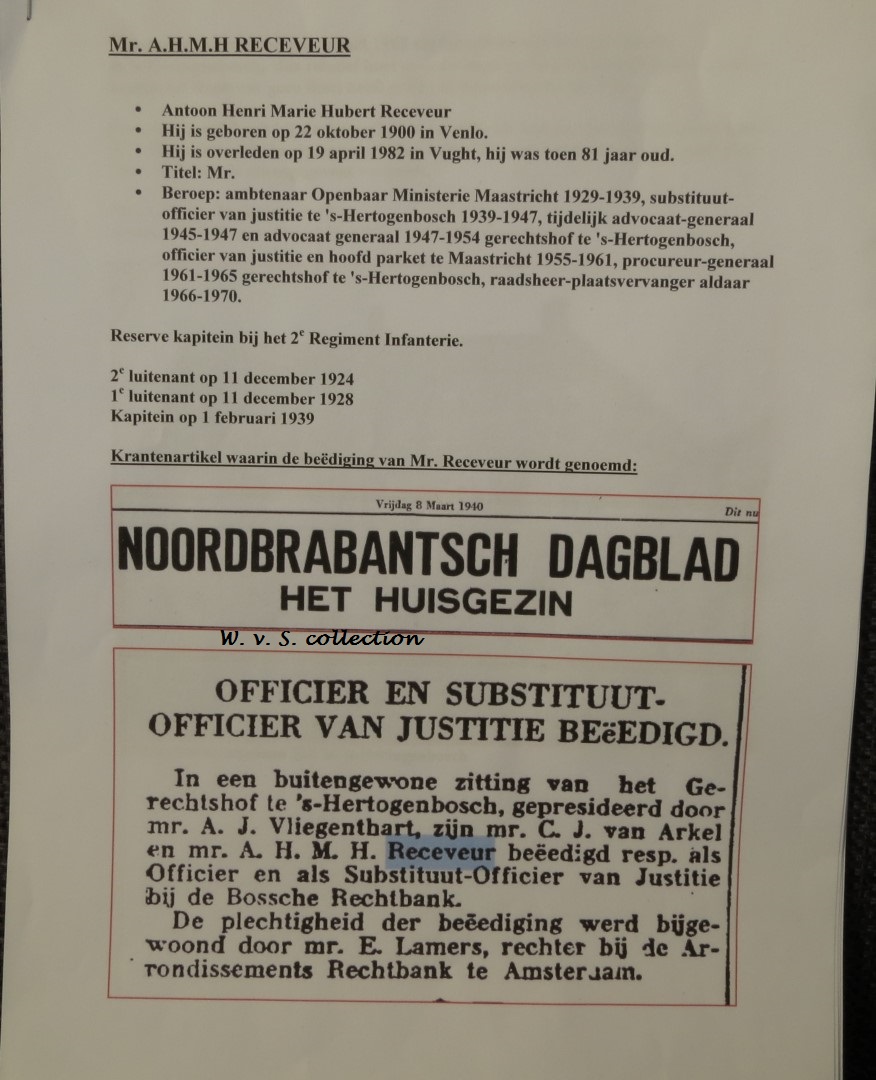 Mr. A.H.M.H RECEVEUR
• Antoon Henri Marie Hubert Receveur
• Hij is geboren op 22 oktober 1900 in Venlo.
• Hij is overleden op 19 april 1982 in Vught, hij was toen 81 jaar oud.
• Titel: Mr.
• Beroep: ambtenaar Openbaar Ministerie Maastricht 1929-1939, substituut-
officier van justitie te 's-Hertogenbosch 1939-1947, tijdelijk advocaat-generaal
1945-1947 en advocaat generaal 1947-1954 gerechtshof te 's-Hertogenbosch,
officier van justitie en hoofd parket te Maastricht 1955-1961, procureur-generaal
1961-1965 gerechtshof te 's-Hertogenbosch, raadsheer-plaatsvervanger aldaar
1966-1970.
Reserve kapitein bij het 2e Regiment Infanterie.
2e luitenant op 11 december 1924
1e luitenant op 11 december 1928
Kapitein op 1 februari 1939
Krantenartikel waarin de beëdiging van Mr. Receveur wordt genoemd:
Vrijdag 8 Maart 1940
Dit nu
NOORDBRABANTSCH DAGBLAD
HET HUISGEZIN
W. v. S. collection
OFFICIER EN SUBSTITUUT-
OFFICIER VAN JUSTITIE BEëEDIGD.
In een buitengewone zitting van het Ge-
rechtshof te 's-Hertogenbosch, gepresideerd door
mr. A. J. Vliegenthart, zijn mr. C. J. van Arkel
en mr. A. H. M. H. Receveur beëedigd resp. als
Officier en als Substituut-Officier van Justitie
bij de Bossche Rechtbank.
De plechtigheid der beëediging werd bijge-
woond door mr. E. Lamers, rechter bij de Ar-
rondissements Rechtbank te Amsterdam.